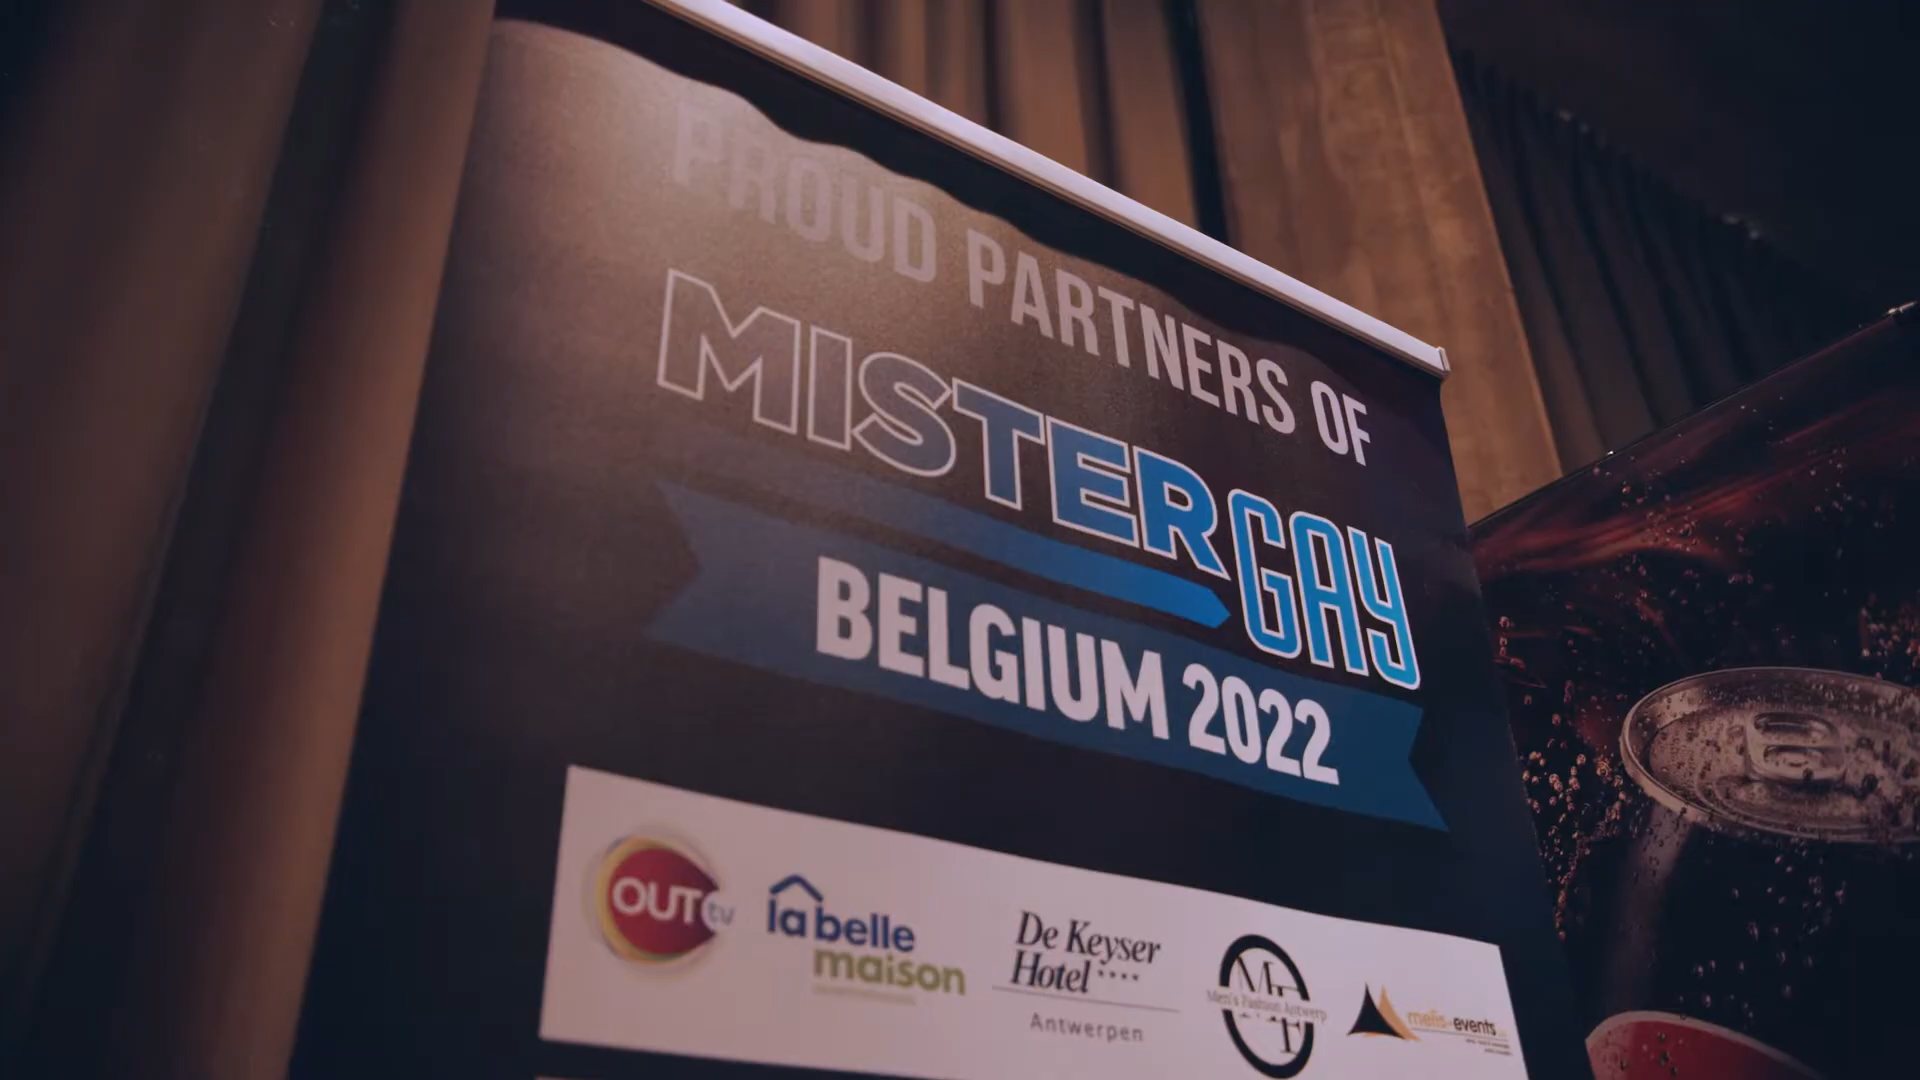 PROUD PARTNERS OF
MISTER GAY
BELGIUM 2022
OUT tv
la belle
maison
De Keyser
Hotel ****
Antwerpen
Men's Fashion Antwerp
melis-events